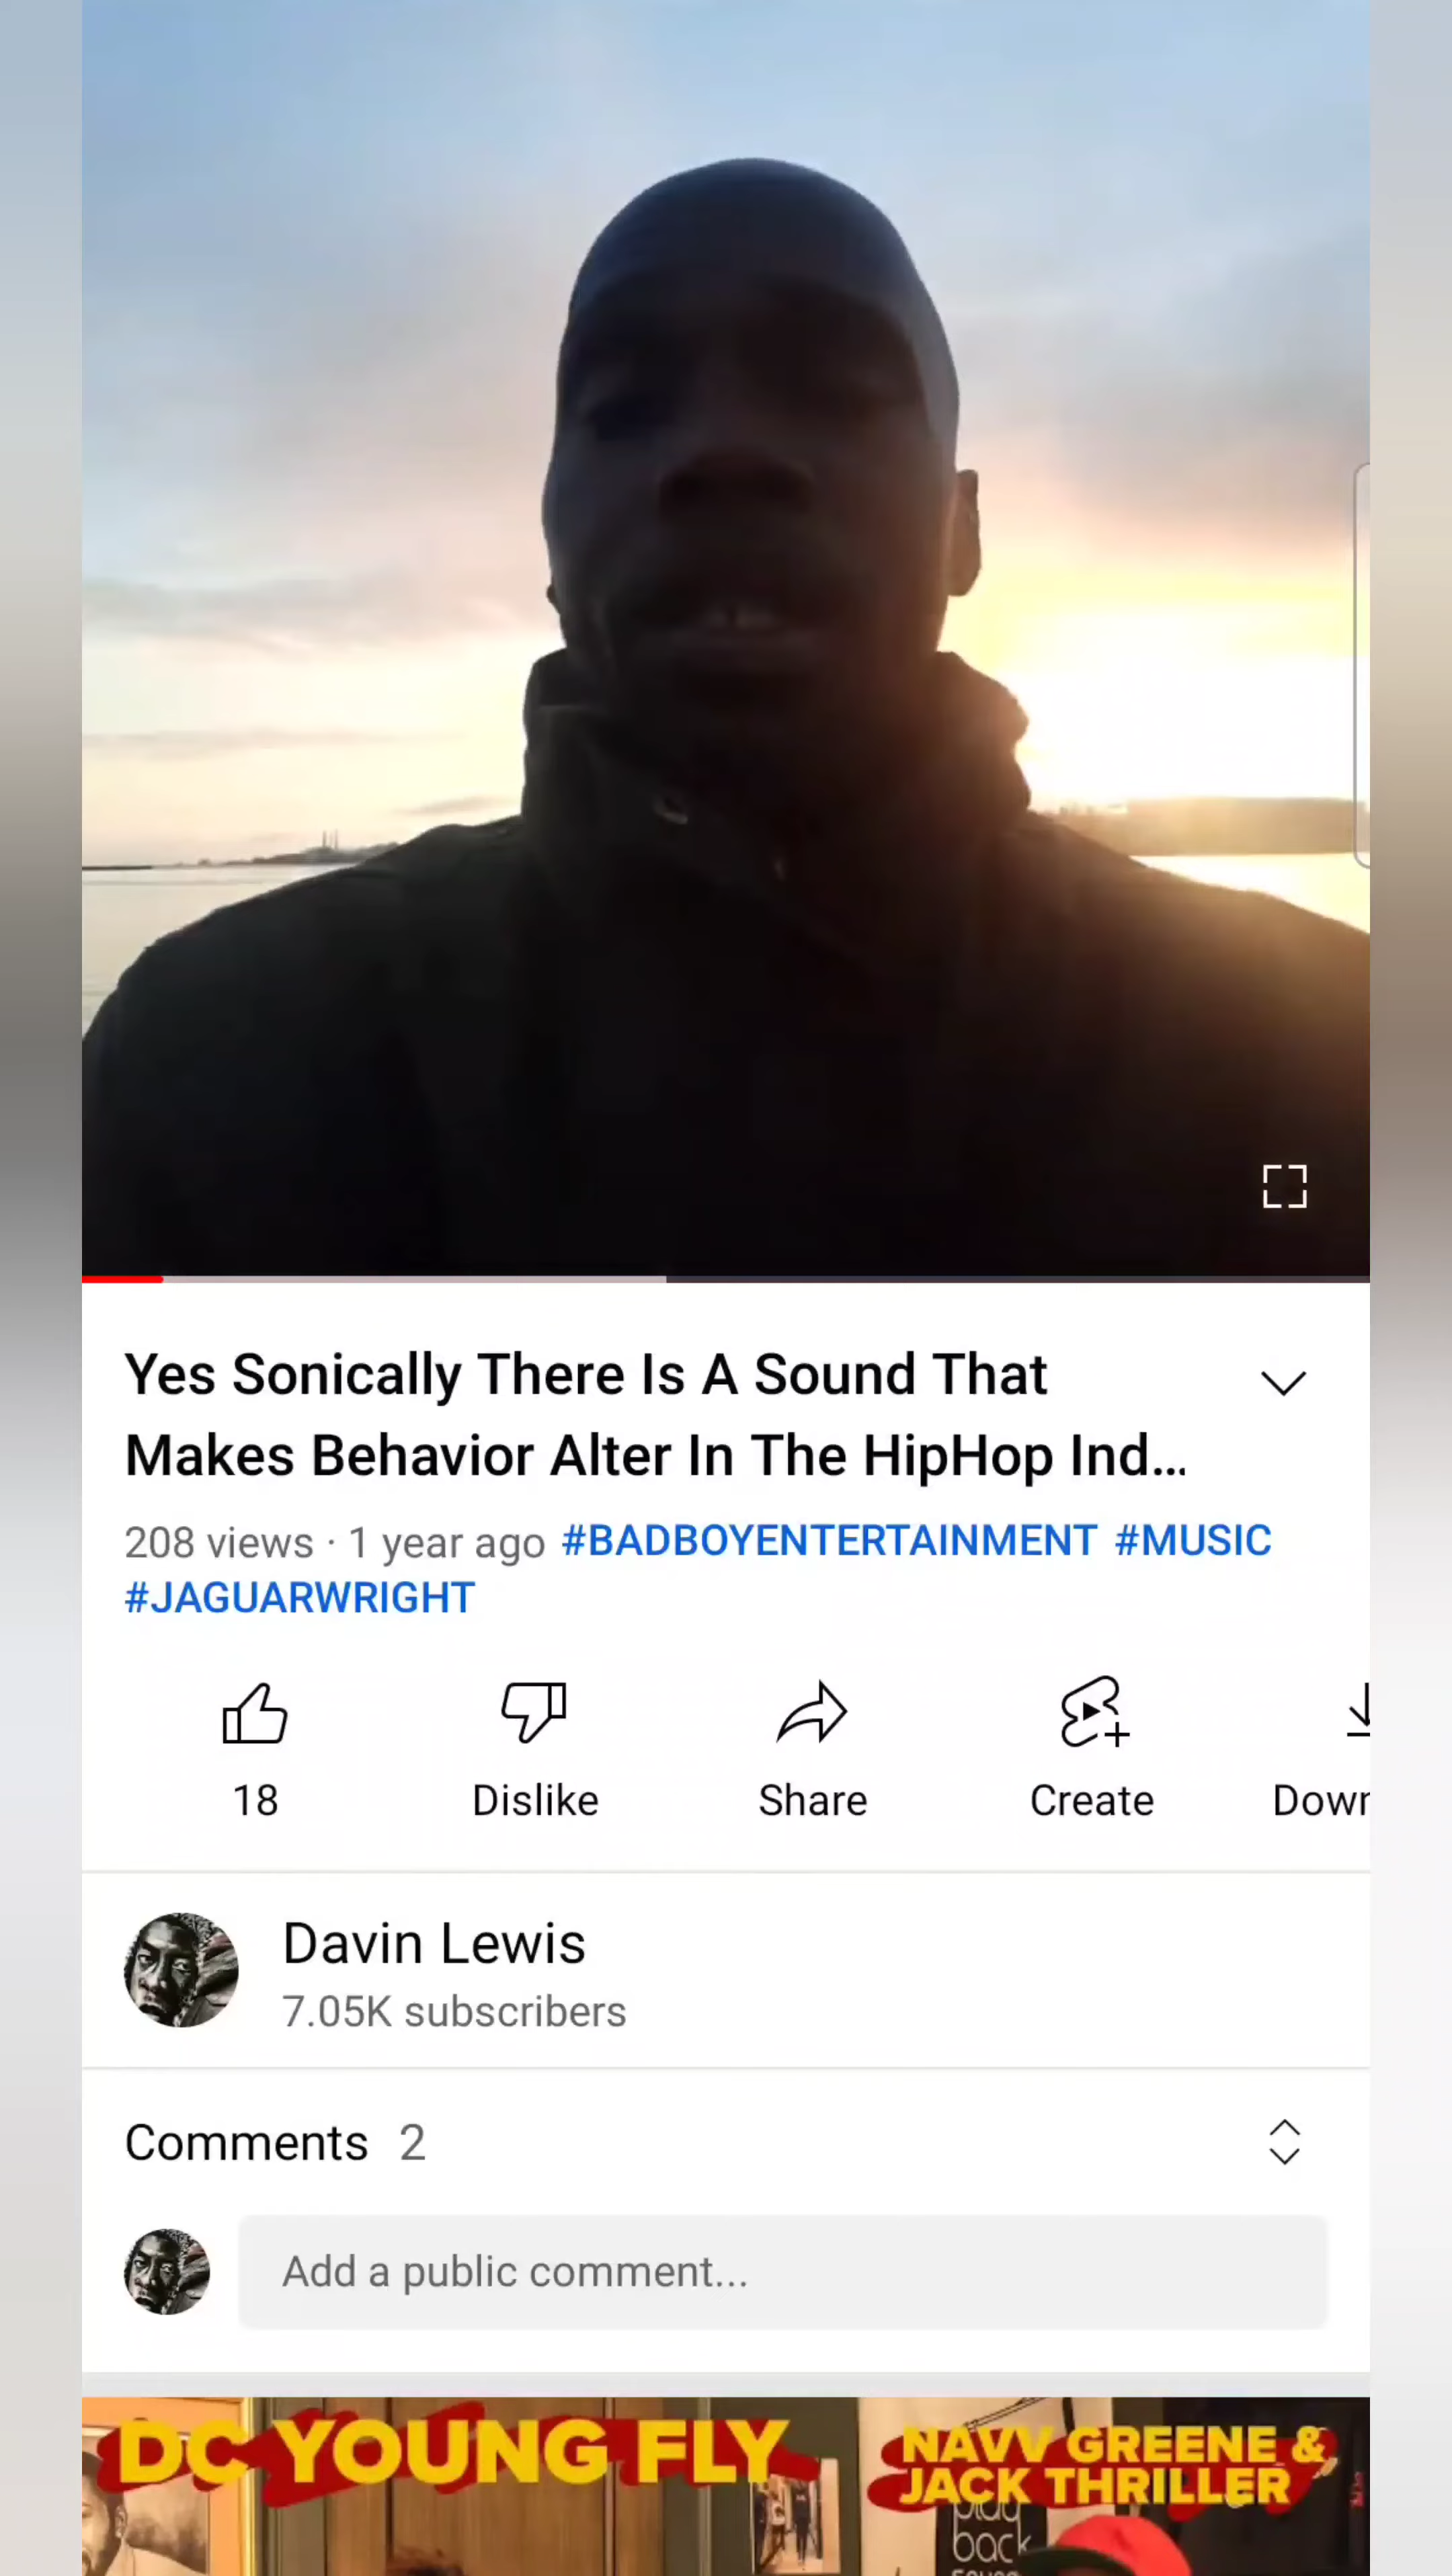 Yes Sonically There Is A Sound That
Makes Behavior Alter In The HipHop Ind...
208 views · 1 year ago #BADBOYENTERTAINMENT #MUSIC
#JAGUARWRIGHT
18
Dislike
Share
Create
Down
Davin Lewis
7.05K subscribers
Comments 2
Add a public comment...
DC YOUNG FLY
NAVV GREENE &
JACK THRILLER
back